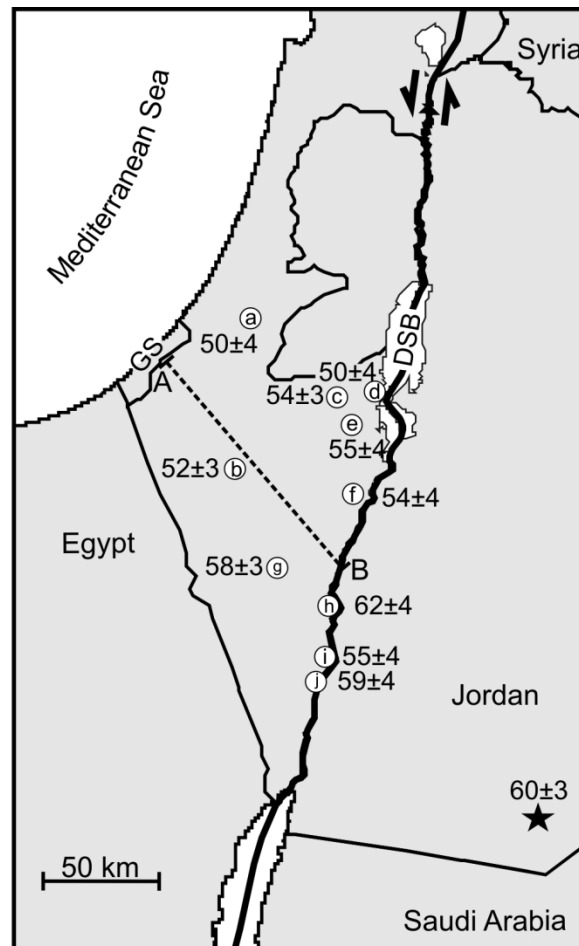 Syria
Mediterranean Sea
a
50±4
GS
A
DSB
50±4
d
54±3
c
e
55±4
52±3
b
f
54±4
Egypt
58±3
g
B
h
62±4
i
55±4
j
59±4
Jordan
60±3
50 km
Saudi Arabia